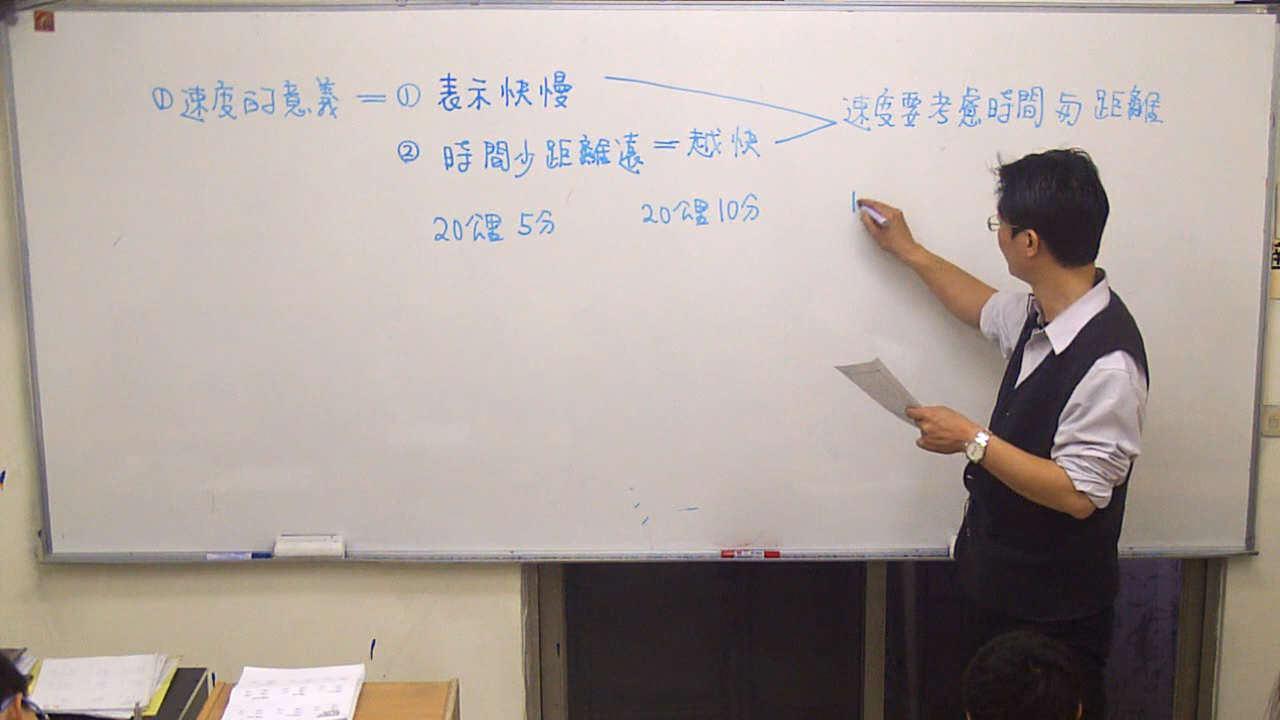 ① 速度的意義 = ① 表示快慢
② 時間少距離遠 = 越快
速度要考慮時間与距離
20公里 5分
20公里 10分
1